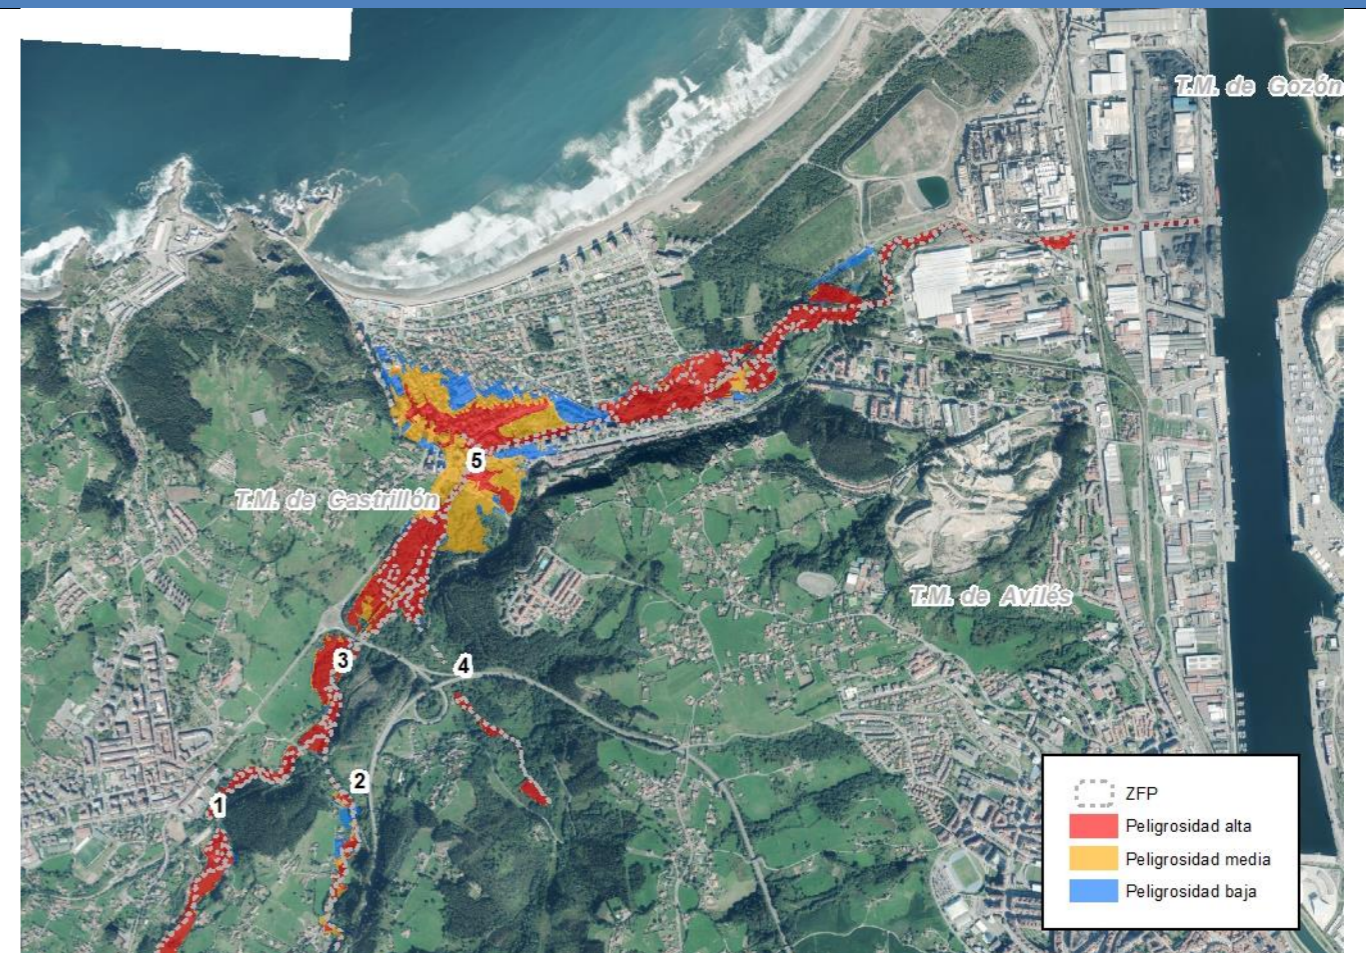 T.M. de Gozón
5
T.M. de Castrillón
T.M. de Avilés
3
4
2
1
ZFP
Peligrosidad alta
Peligrosidad media
Peligrosidad baja